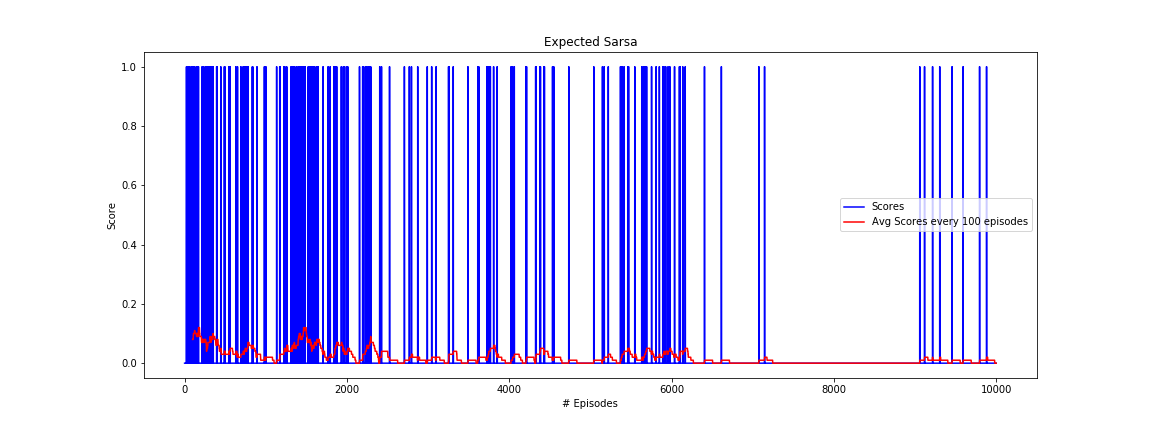 Expected Sarsa
1.0
0.8
0.6
0.4
0.2
0.0
Score
Scores
Avg Scores every 100 episodes
0 2000 4000 6000 8000 10000
# Episodes